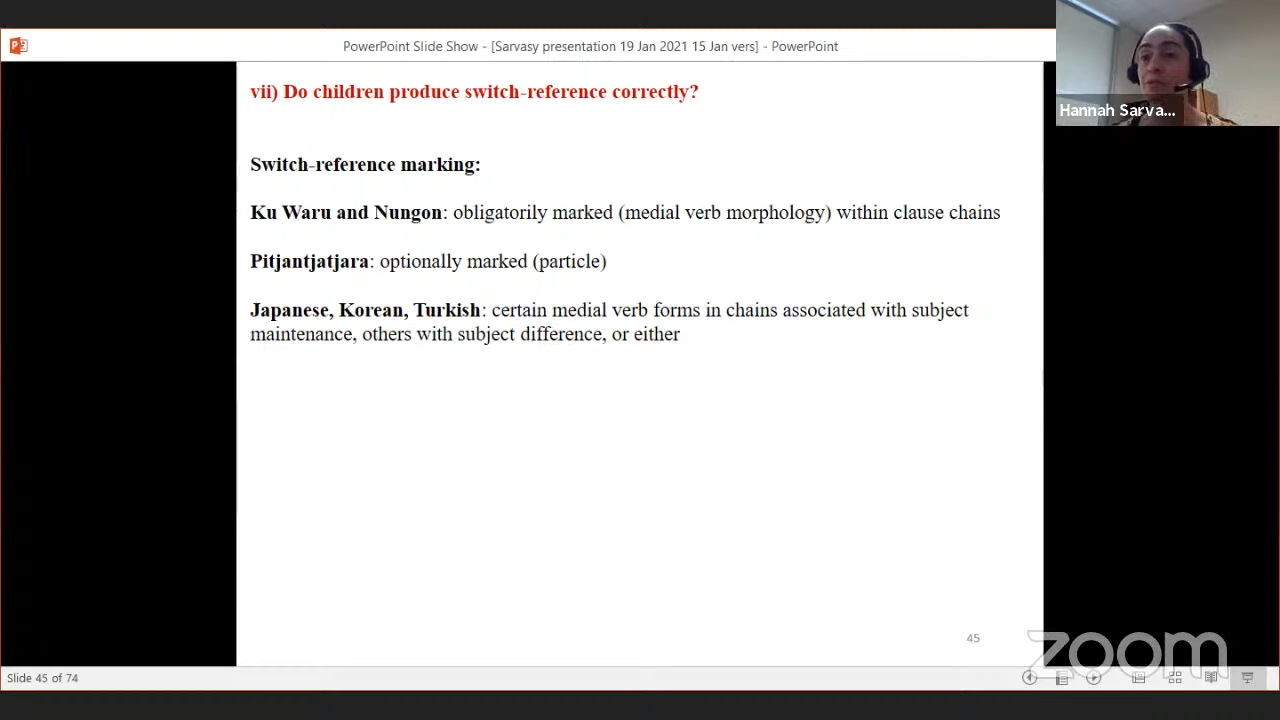 PowerPoint Slide Show - [Sarvasy presentation 19 Jan 2021 15 Jan vers] - PowerPoint
Hannah Sarva...
vii) Do children produce switch-reference correctly?
Switch-reference marking:
Ku Waru and Nungon: obligatorily marked (medial verb morphology) within clause chains
Pitjantjatjara: optionally marked (particle)
Japanese, Korean, Turkish: certain medial verb forms in chains associated with subject
maintenance, others with subject difference, or either
45
zoom
Slide 45 of 74